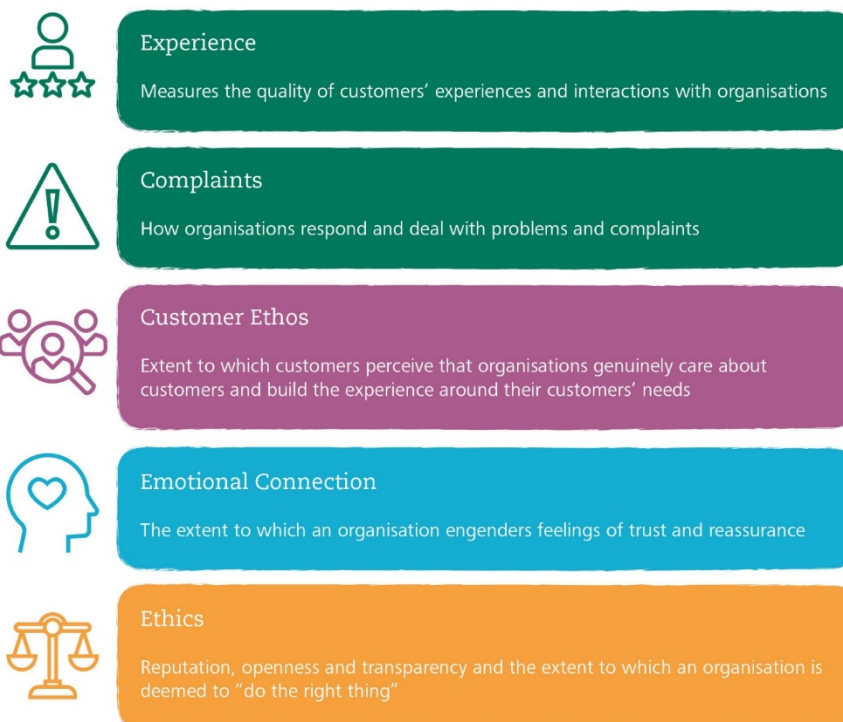 Experience
Measures the quality of customers’ experiences and interactions with organisations
Complaints
How organisations respond and deal with problems and complaints
Customer Ethos
Extent to which customers perceive that organisations genuinely care about
customers and build the experience around their customers’ needs
Emotional Connection
The extent to which an organisation engenders feelings of trust and reassurance
Ethics
Reputation, openness and transparency and the extent to which an organisation is
deemed to “do the right thing”